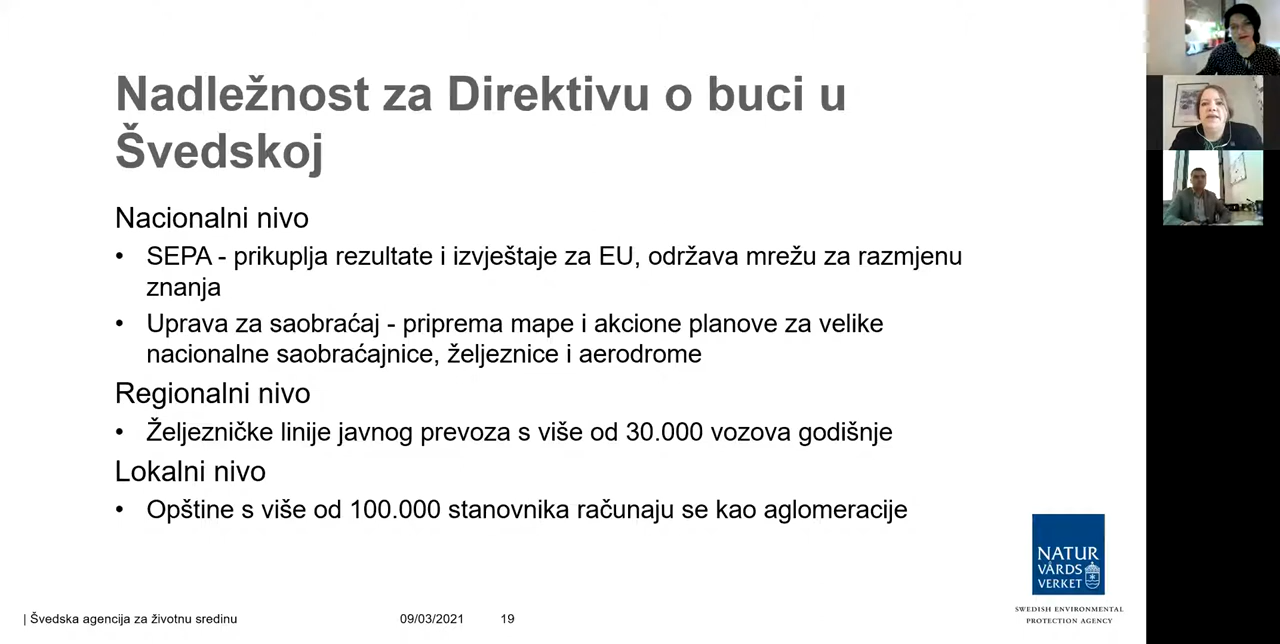 Nadležnost za Direktivu o buci u
Švedskoj
Nacionalni nivo
• SEPA - prikuplja rezultate i izvještaje za EU, održava mrežu za razmjenu
znanja
• Uprava za saobraćaj - priprema mape i akcione planove za velike
nacionalne saobraćajnice, željeznice i aerodrome
Regionalni nivo
• Željezničke linije javnog prevoza s više od 30.000 vozova godišnje
Lokalni nivo
• Opštine s više od 100.000 stanovnika računaju se kao aglomeracije
NATUR
VÅRDS
VERKET
SWEDISH ENVIRONMENTAL
PROTECTION AGENCY
| Švedska agencija za životnu sredinu
09/03/2021
19